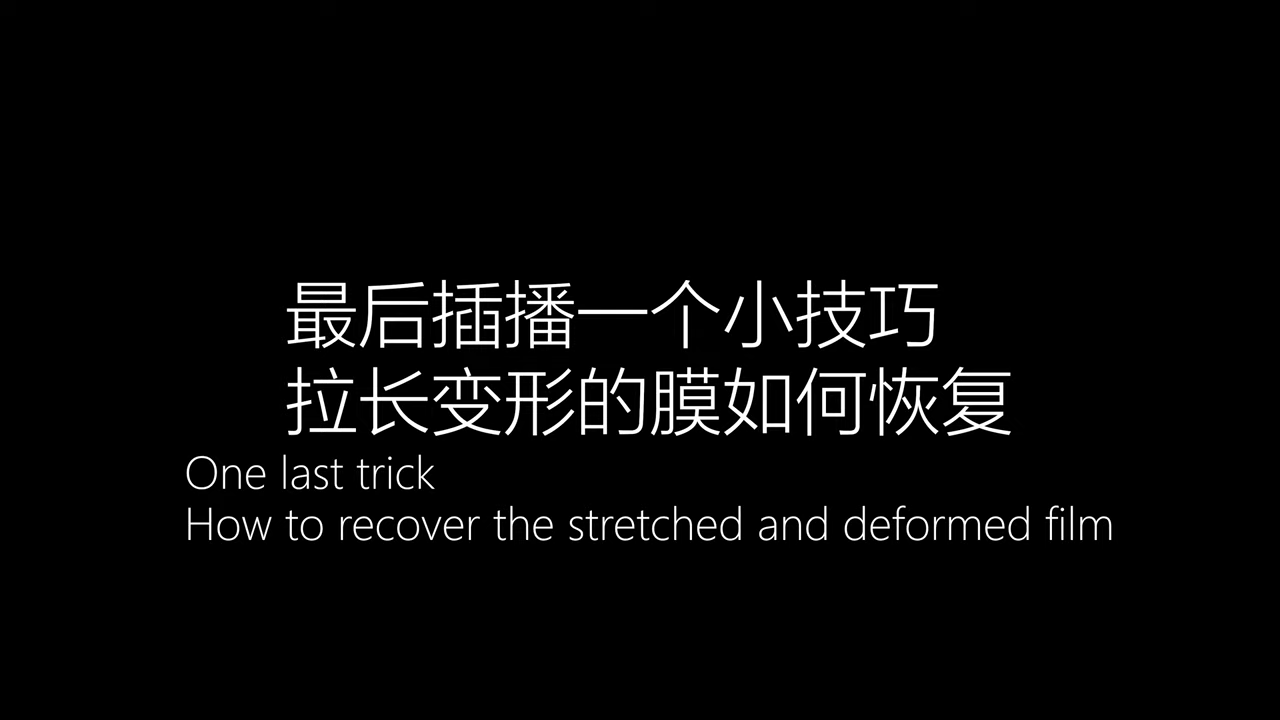 最后插播一个小技巧
拉长变形的膜如何恢复
One last trick
How to recover the stretched and deformed film